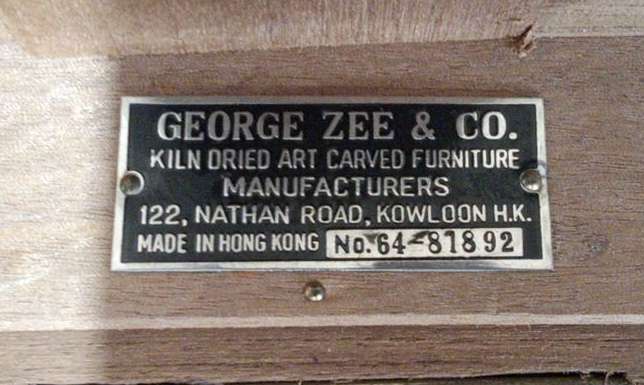 GEORGE ZEE & CO.
KILN DRIED ART CARVED FURNITURE
MANUFACTURERS
122, NATHAN ROAD, KOWLOON H.K.
MADE IN HONG KONG No. 64-81892